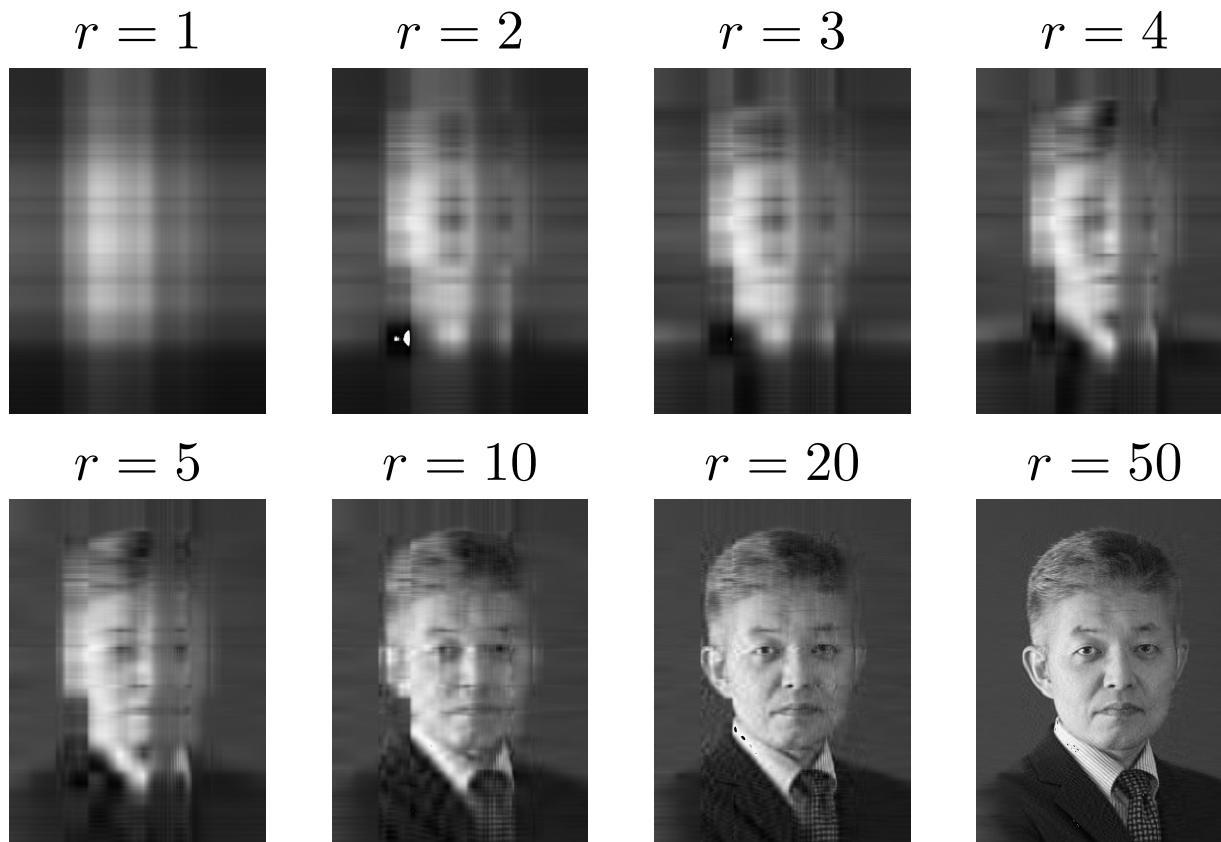 r = 1
r = 2
r = 3
r = 4
r = 5
r = 10
r = 20
r = 50